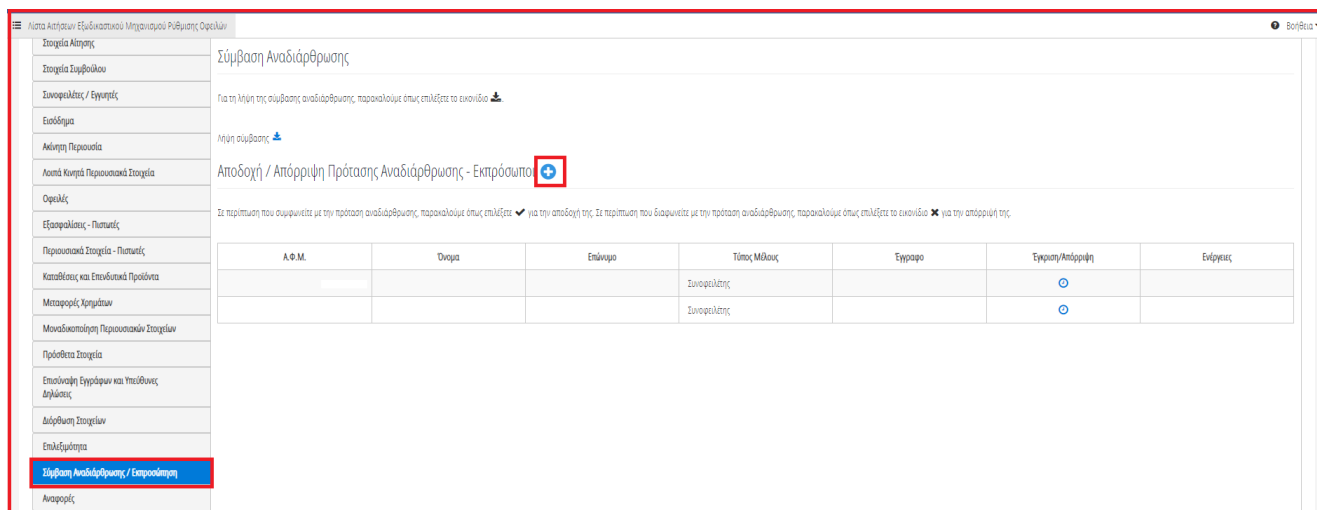 Λίστα Αιτήσεων Εξωδικαστικού Μηχανισμού Ρύθμισης Οφειλών
Βοήθεια
Στοιχεία Αίτησης
Στοιχεία Συμβούλου
Συνοφειλέτες / Εγγυητές
Εισόδημα
Ακίνητη Περιουσία
Λοιπά Κινητά Περιουσιακά Στοιχεία
Οφειλές
Εξασφαλίσεις - Πιστωτές
Περιουσιακά Στοιχεία - Πιστωτές
Καταθέσεις και Επενδυτικά Προϊόντα
Μεταφορές Χρημάτων
Μοναδικοποίηση Περιουσιακών Στοιχείων
Πρόσθετα Στοιχεία
Επισύναψη Εγγράφων και Υπεύθυνες
Δηλώσεις
Διόρθωση Στοιχείων
Επιλεξιμότητα
Σύμβαση Αναδιάρθρωσης / Εκπροσώπηση
Αναφορές
Σύμβαση Αναδιάρθρωσης
Για τη λήψη της σύμβασης αναδιάρθρωσης, παρακαλούμε όπως επιλέξετε το εικονίδιο .
Λήψη σύμβασης
Αποδοχή / Απόρριψη Πρότασης Αναδιάρθρωσης - Εκπρόσωποι
Σε περίπτωση που συμφωνείτε με την πρόταση αναδιάρθρωσης, παρακαλούμε όπως επιλέξετε ✔ για την αποδοχή της. Σε περίπτωση που διαφωνείτε με την πρόταση αναδιάρθρωσης, παρακαλούμε όπως επιλέξετε το εικονίδιο ✖ για την απόρριψή της.
Α.Φ.Μ. Όνομα Επώνυμο Τύπος Μέλους Έγγραφο Έγκριση/Απόρριψη Ενέργειες
Συνοφειλέτης
Συνοφειλέτης